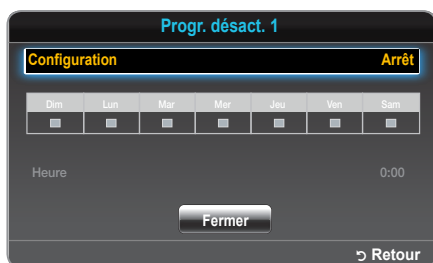 Progr. désact. 1
Configuration Arrêt
Dim Lun Mar Mer Jeu Ven Sam
Heure 0:00
Fermer
Retour